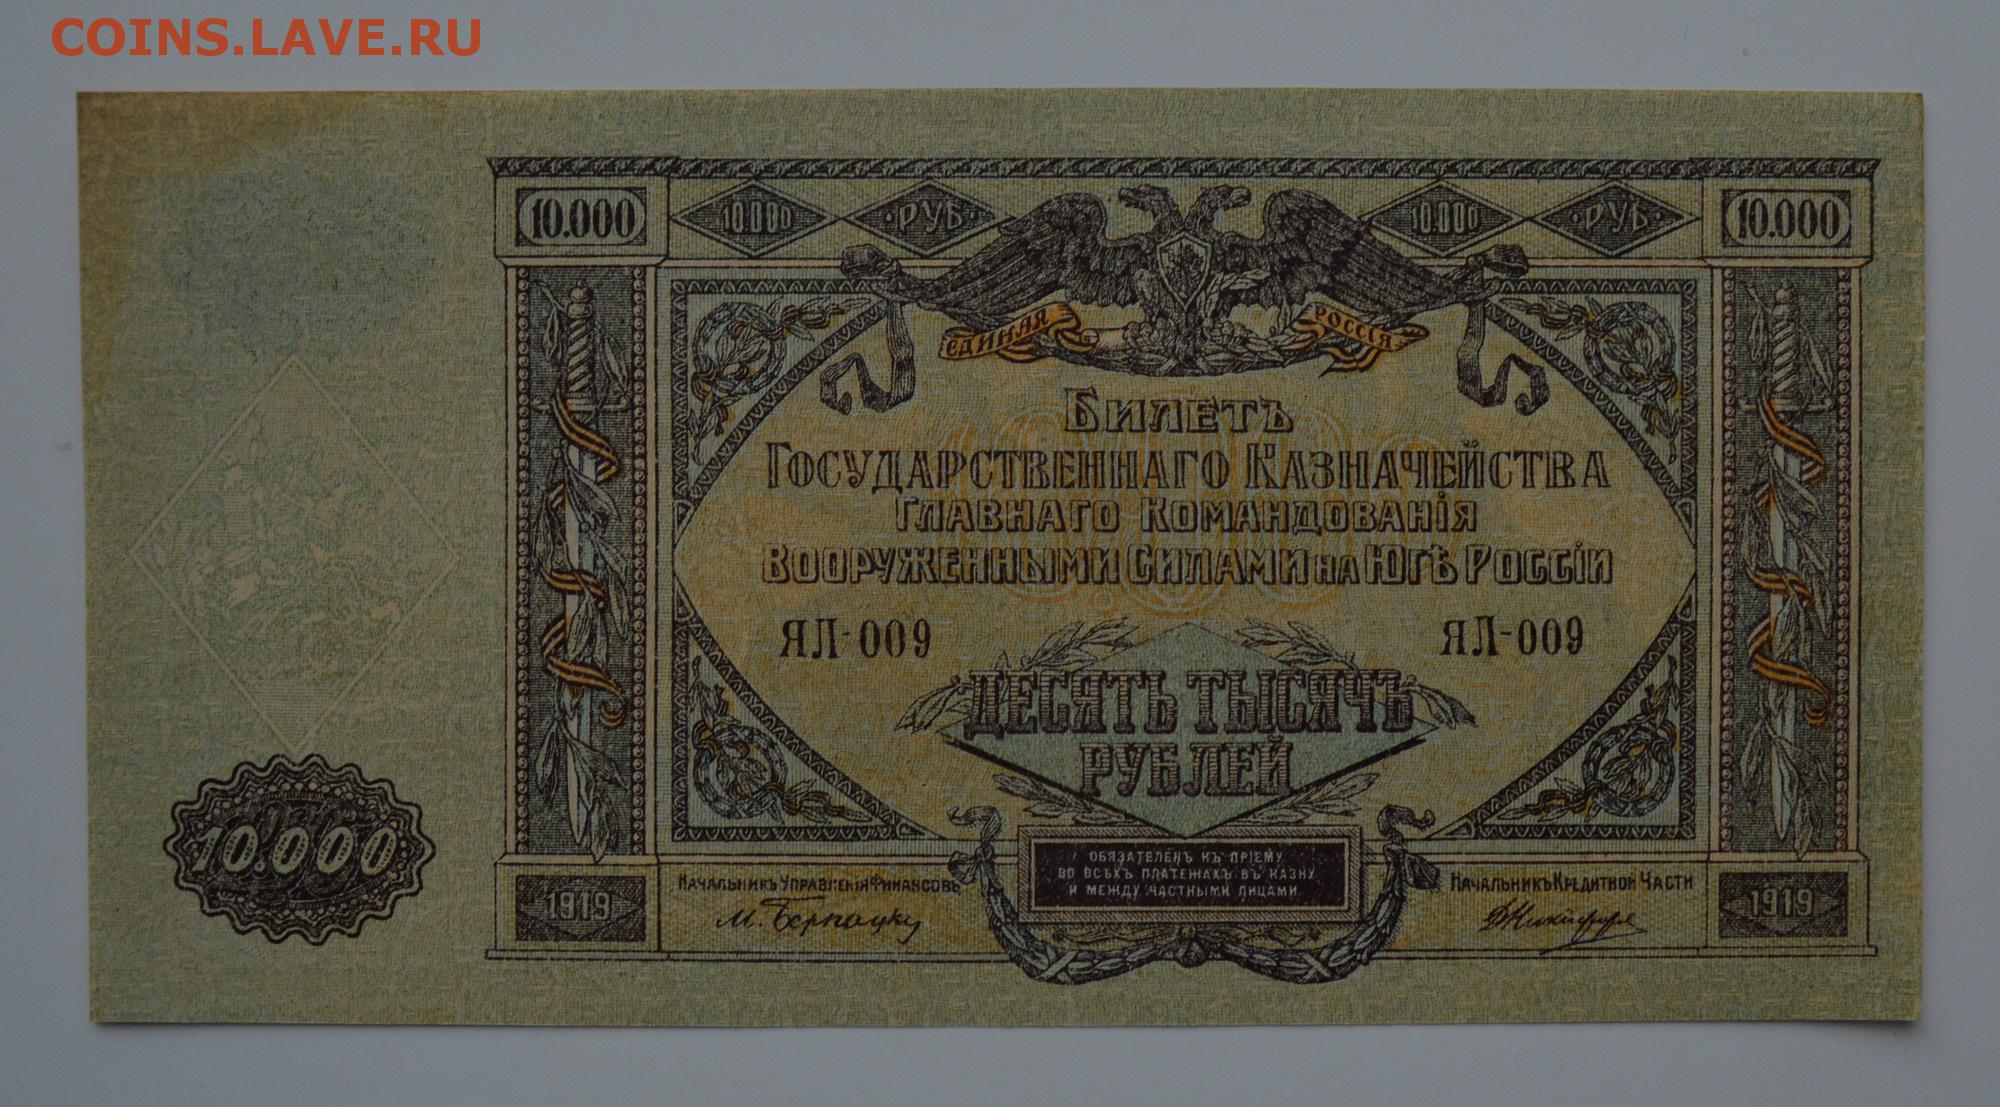 COINS.LAVE.RU
10.000 10.000 ·РУБ· 10.000 ·РУБ· 10.000
ЕДИНАЯ РОССІЯ
БИЛЕТЪ
ГОСУДАРСТВЕННАГО КАЗНАЧЕЙСТВА
ГЛАВНАГО КОМАНДОВАНІЯ
ВООРУЖЕННЫМИ СИЛАМИ НА ЮГѢ РОССІИ
ЯЛ-009 ЯЛ-009
ДЕСЯТЬ ТЫСЯЧЪ
РУБЛЕЙ
10.000
ОБЯЗАТЕЛЕНЪ КЪ ПРІЕМУ
ВО ВСѢХЪ ПЛАТЕЖАХЪ ВЪ КАЗНУ
И МЕЖДУ ЧАСТНЫМИ ЛИЦАМИ.
1919 НАЧАЛЬНИКЪ УПРАВЛЕНІЯ ФИНАНСОВЪ НАЧАЛЬНИКЪ КРЕДИТНОЙ ЧАСТИ 1919
М. Бернацкій